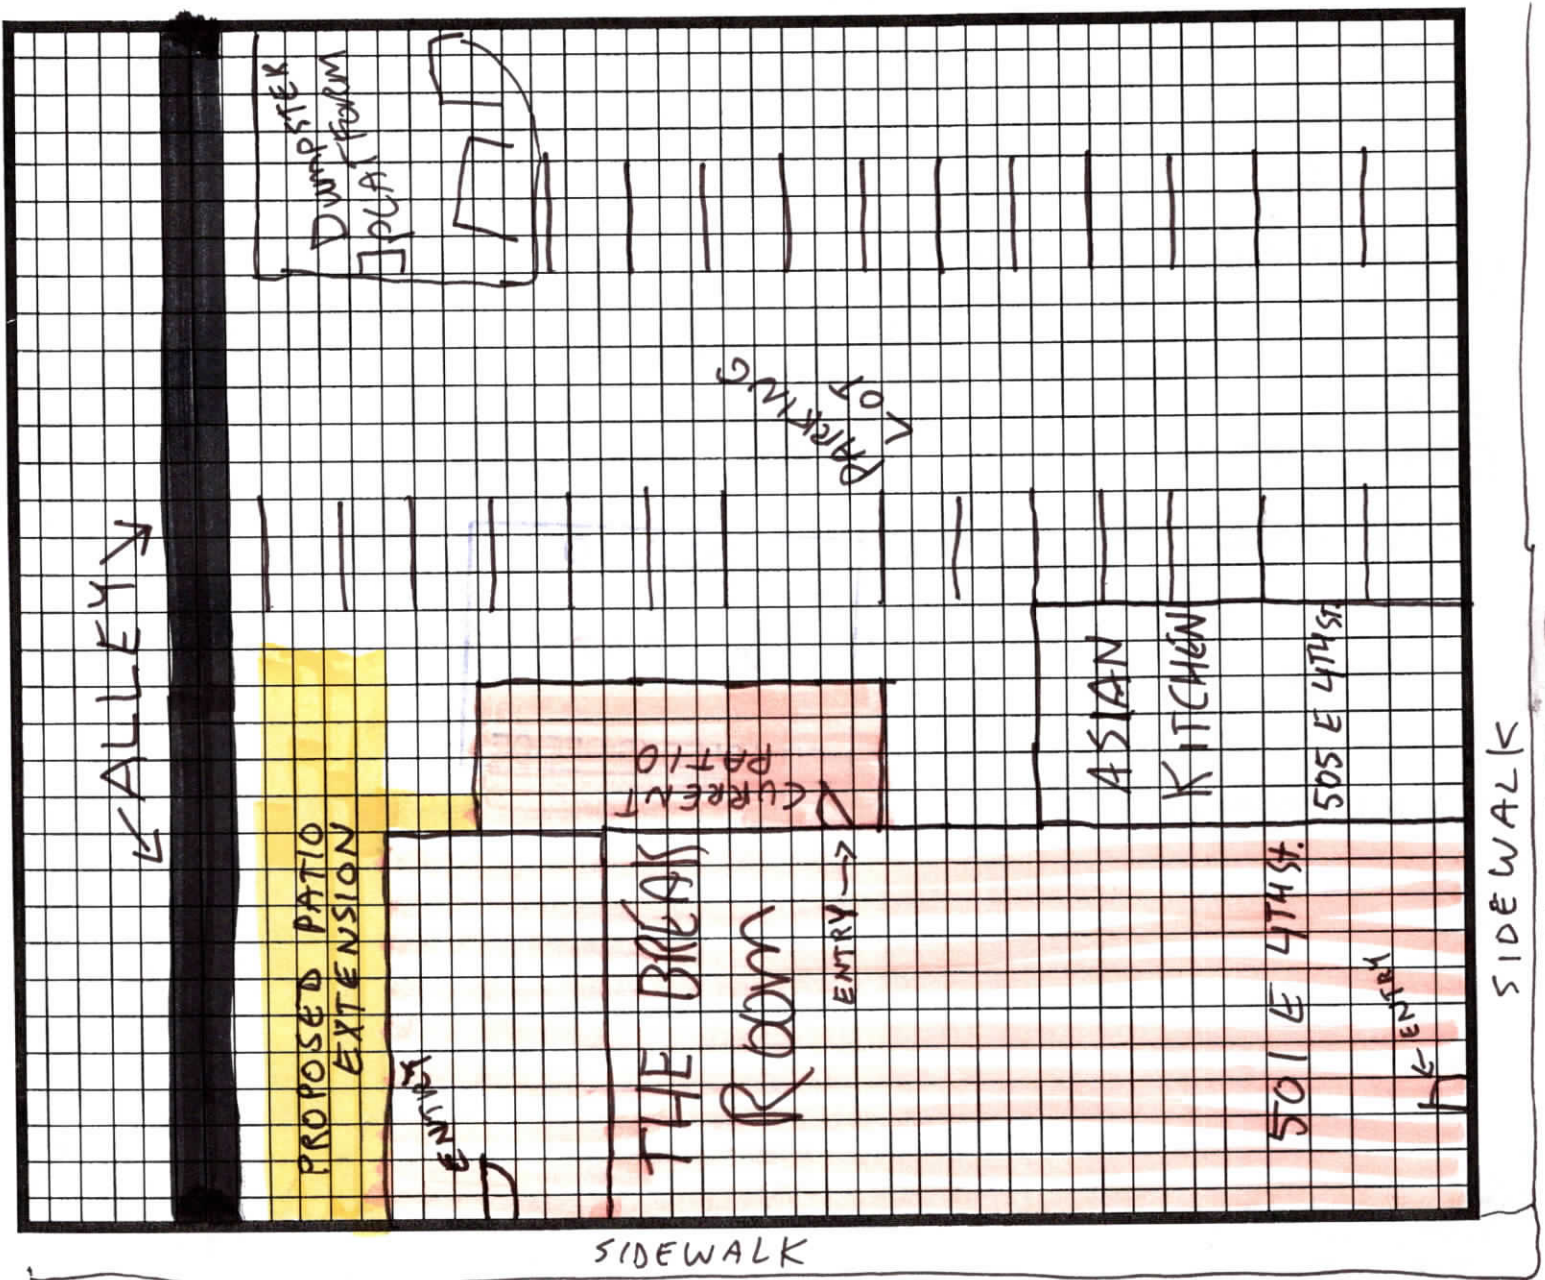 DUMPSTER
PLATForm
PARKING
LOT
ALLEY
CURRENT
PATIO
ASIAN
KITCHEN
505 E 4TH ST.
PROPOSED PATIO
EXTENSION
ENTRY
THE BREAK
Room
ENTRY
501 E 4TH St.
ENTRY
SIDEWALK
SIDEWALK